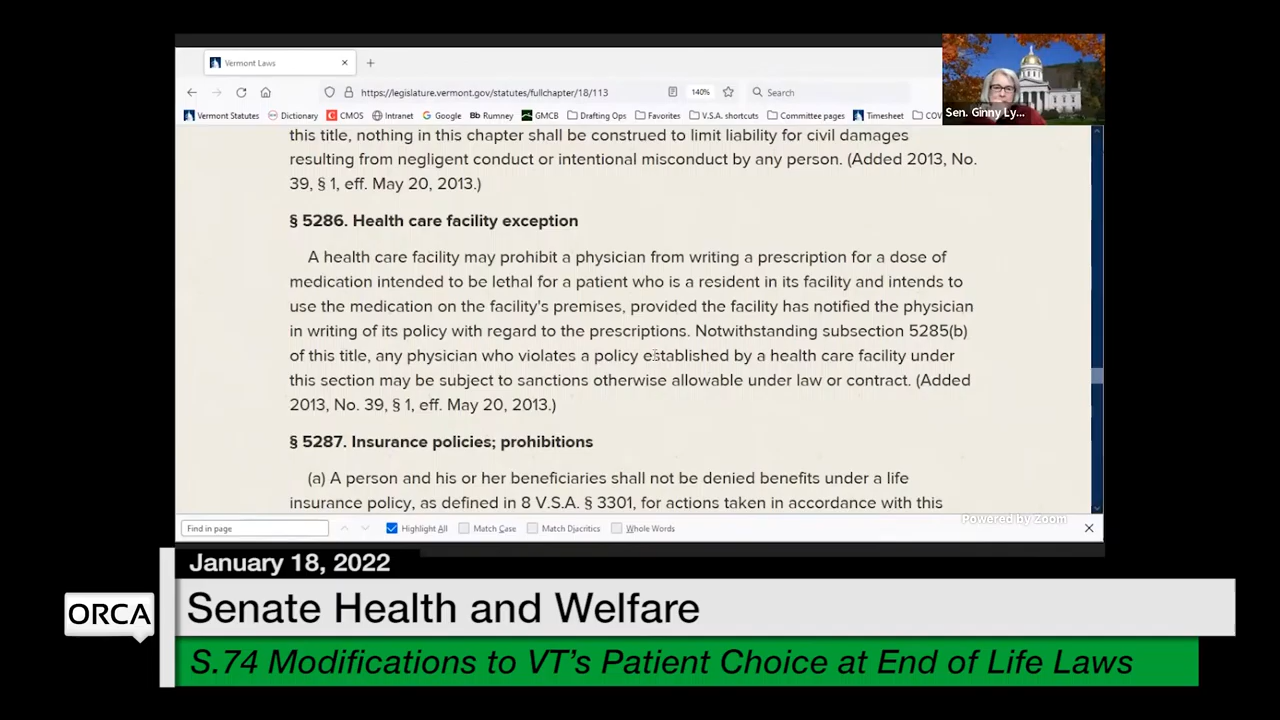 Vermont Laws
https://legislature.vermont.gov/statutes/fullchapter/18/113
140%
Search
Vermont Statutes
Dictionary
CMOS
Intranet
Google
Bb Rumney
GMCB
Drafting Ops
Favorites
V.S.A. shortcuts
Committee pages
Timesheet
COV
Sen. Ginny Ly...
this title, nothing in this chapter shall be construed to limit liability for civil damages
resulting from negligent conduct or intentional misconduct by any person. (Added 2013, No.
39, § 1, eff. May 20, 2013.)
§ 5286. Health care facility exception
A health care facility may prohibit a physician from writing a prescription for a dose of
medication intended to be lethal for a patient who is a resident in its facility and intends to
use the medication on the facility's premises, provided the facility has notified the physician
in writing of its policy with regard to the prescriptions. Notwithstanding subsection 5285(b)
of this title, any physician who violates a policy established by a health care facility under
this section may be subject to sanctions otherwise allowable under law or contract. (Added
2013, No. 39, § 1, eff. May 20, 2013.)
§ 5287. Insurance policies; prohibitions
(a) A person and his or her beneficiaries shall not be denied benefits under a life
insurance policy, as defined in 8 V.S.A. § 3301, for actions taken in accordance with this
Powered by Zoom
Find in page
Highlight All
Match Case
Match Diacritics
Whole Words
January 18, 2022
ORCA
Senate Health and Welfare
S.74 Modifications to VT's Patient Choice at End of Life Laws